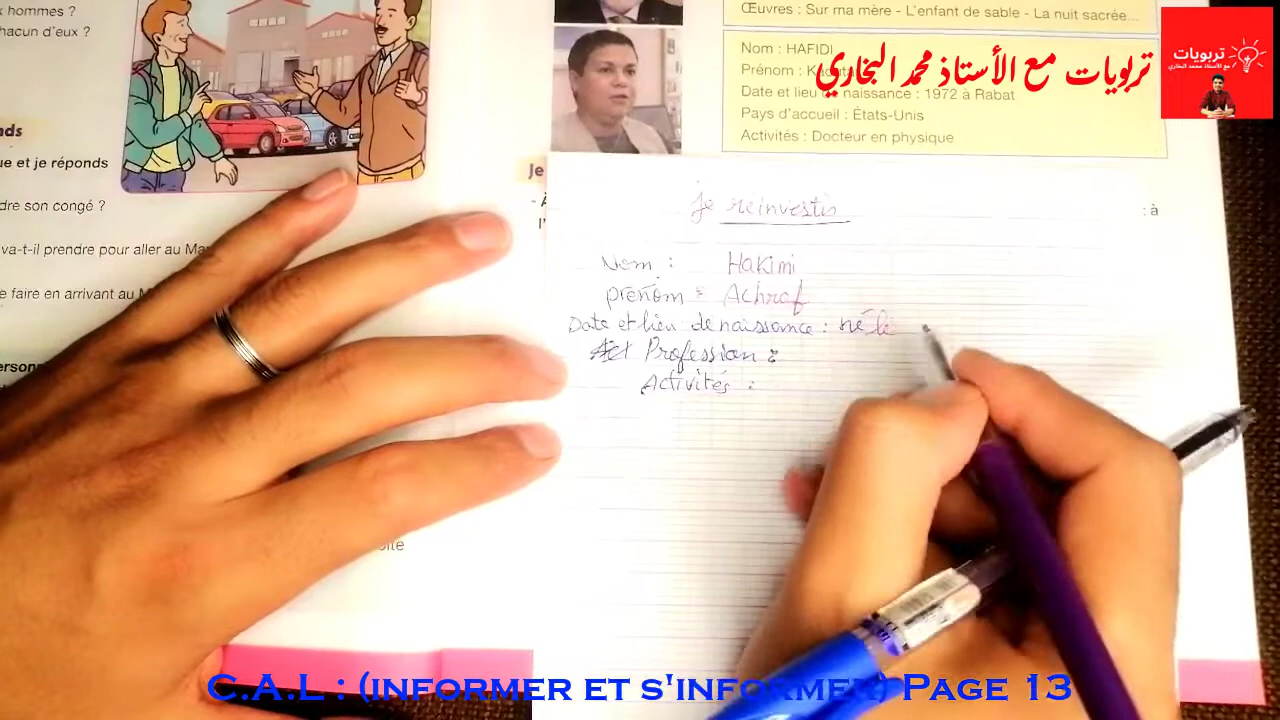 x hommes ?
hacun d'eux ?
nds
ue et je réponds
dre son congé ?
va-t-il prendre pour aller au Ma
e faire en arrivant au M
Œuvres : Sur ma mère - L'enfant de sable - La nuit sacrée...
Nom : HAFIDI
Prénom :
Date et lieu de naissance : 1972 à Rabat
Pays d'accueil : États-Unis
Activités : Docteur en physique
تربويات مع الأستاذ محمد البخاري
تربويات
مع الأستاذ محمد البخاري
Je
- À
: à
l'
je réinvestis
Nom : Hakimi
prénom : Achraf
Date et lieu de naissance : né le
Profession :
Activités :
C.A.L : (informer et s'informer) Page 13